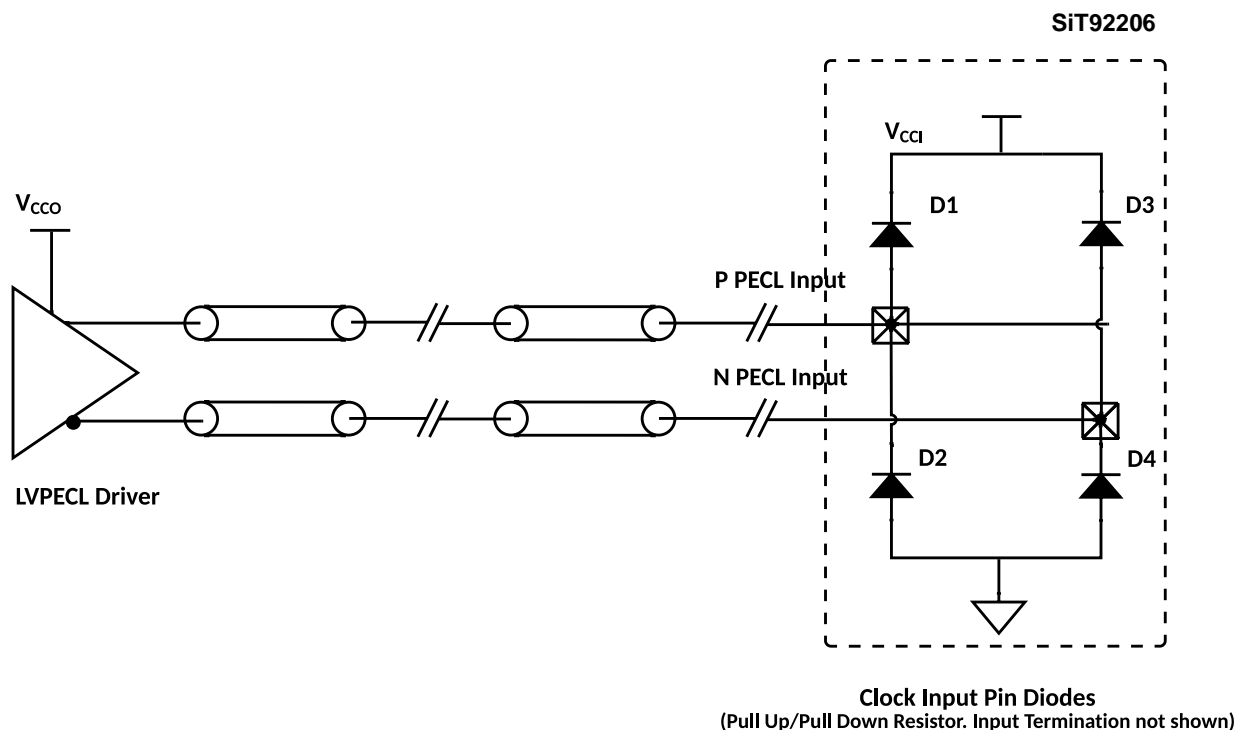 SiT92206
VCCI
VCCO
D1
D3
P PECL Input
N PECL Input
D2
D4
LVPECL Driver
Clock Input Pin Diodes
(Pull Up/Pull Down Resistor. Input Termination not shown)